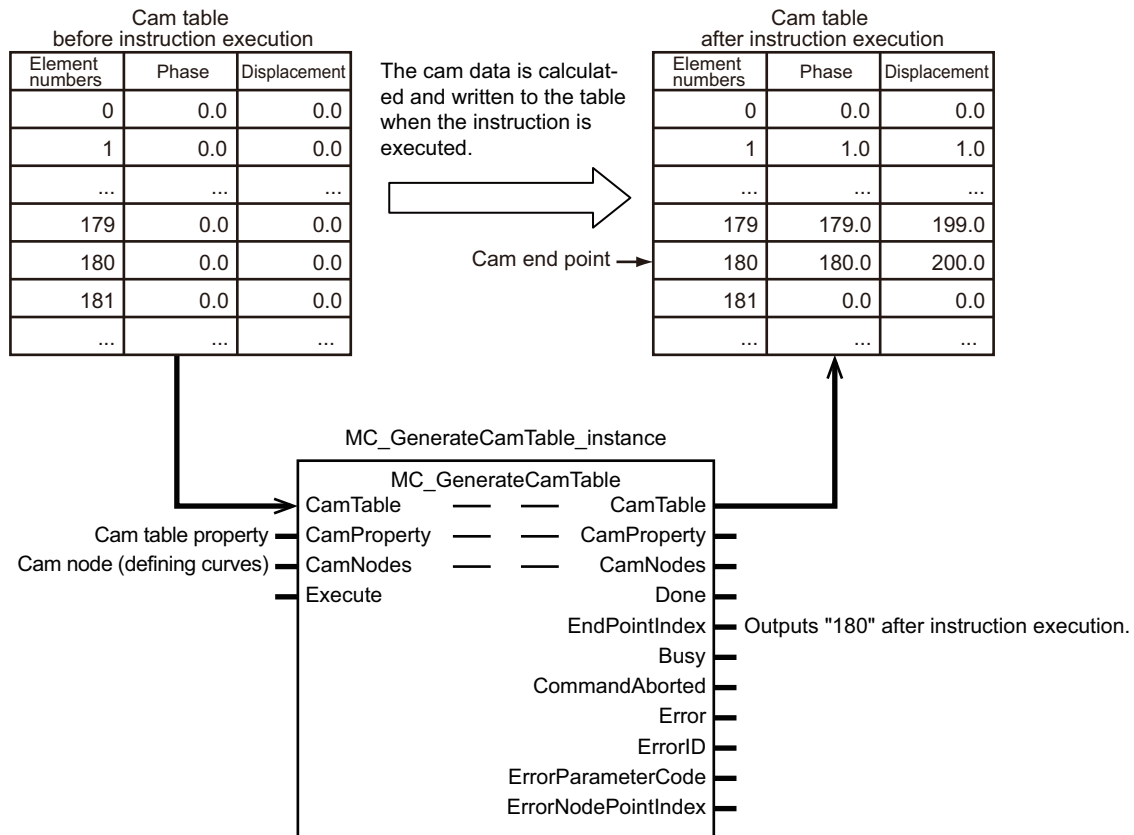 Cam table
before instruction execution
Element numbers Phase Displacement
0 0.0 0.0
1 0.0 0.0
... ... ...
179 0.0 0.0
180 0.0 0.0
181 0.0 0.0
... ... ...
The cam data is calculat-
ed and written to the table
when the instruction is
executed.
Cam end point
Cam table
after instruction execution
Element numbers Phase Displacement
0 0.0 0.0
1 1.0 1.0
... ... ...
179 179.0 199.0
180 180.0 200.0
181 0.0 0.0
... ... ...
MC_GenerateCamTable_instance
MC_GenerateCamTable
CamTable CamTable
Cam table property CamProperty CamProperty
Cam node (defining curves) CamNodes CamNodes
Execute Done
EndPointIndex Outputs "180" after instruction execution.
Busy
CommandAborted
Error
ErrorID
ErrorParameterCode
ErrorNodePointIndex